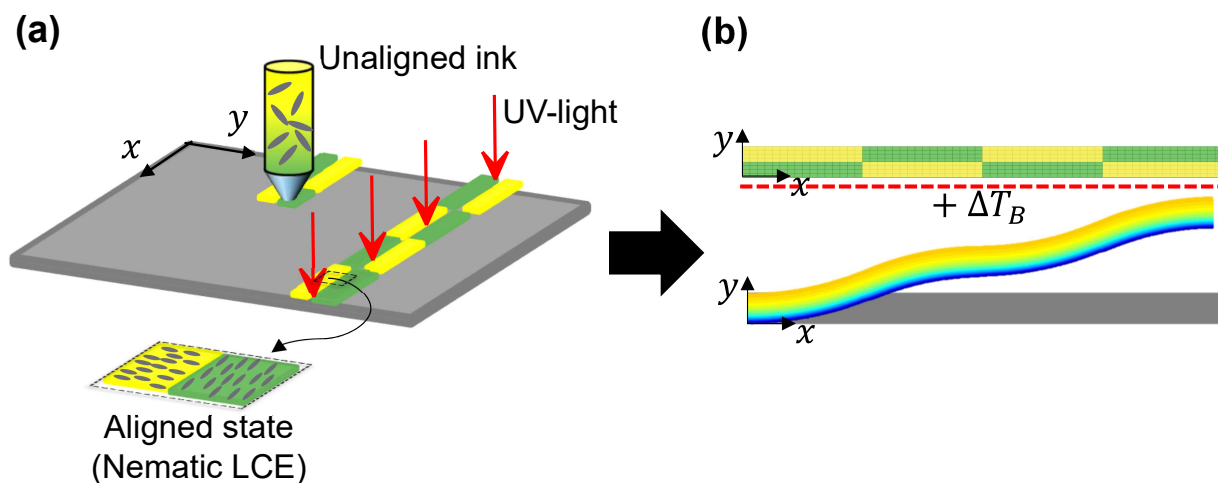 (a)
Unaligned ink
UV-light
y
x
Aligned state
(Nematic LCE)
(b)
y
x
+ ΔT_B
y
x